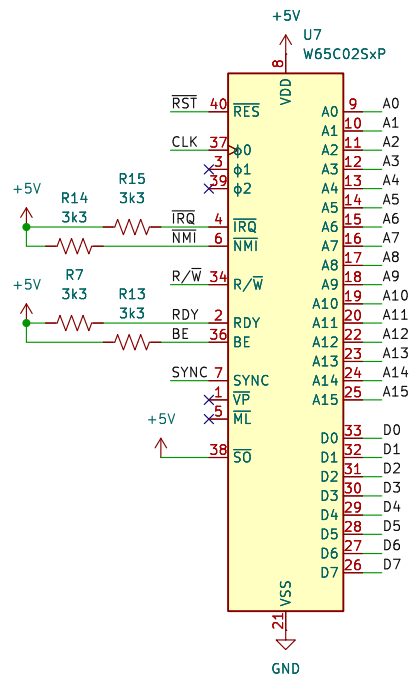 +5V
U7
W65C02SxP
8
VDD
RST 40 RES
CLK 37 ϕ0
3 ϕ1
39 ϕ2
+5V
R15
3k3
R14
3k3
IRQ 4 IRQ
NMI 6 NMI
R/W 34 R/W
+5V
R7
3k3
R13
3k3
RDY 2 RDY
BE 36 BE
SYNC 7 SYNC
1 VP
5 ML
+5V
38 SO
A0 9 A0
A1 10 A1
A2 11 A2
A3 12 A3
A4 13 A4
A5 14 A5
A6 15 A6
A7 16 A7
A8 17 A8
A9 18 A9
A10 19 A10
A11 20 A11
A12 22 A12
A13 23 A13
A14 24 A14
A15 25 A15
D0 33 D0
D1 32 D1
D2 31 D2
D3 30 D3
D4 29 D4
D5 28 D5
D6 27 D6
D7 26 D7
VSS
21
GND